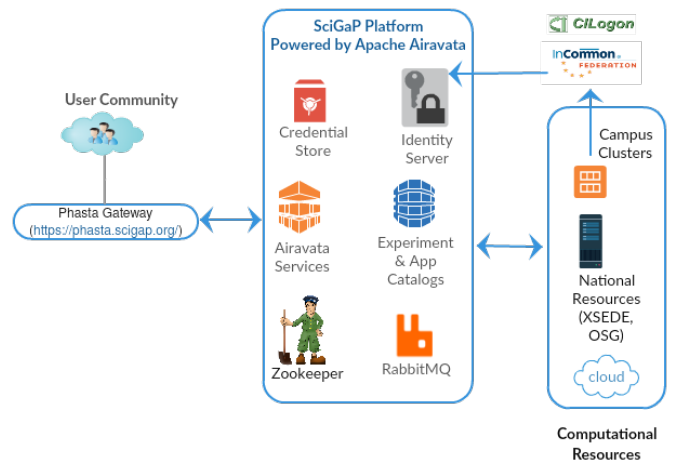 SciGaP Platform
Powered by Apache Airavata
CILogon
InCommon®
FEDERATION
User Community
Credential
Store
Identity
Server
Campus
Clusters
Phasta Gateway
(https://phasta.scigap.org/)
Airavata
Services
Experiment
& App
Catalogs
National
Resources
(XSEDE,
OSG)
Zookeeper
RabbitMQ
cloud
Computational
Resources